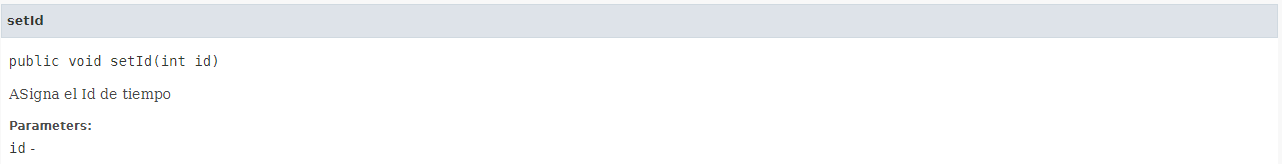 setId
public void setId(int id)
ASigna el Id de tiempo
Parameters:
id -